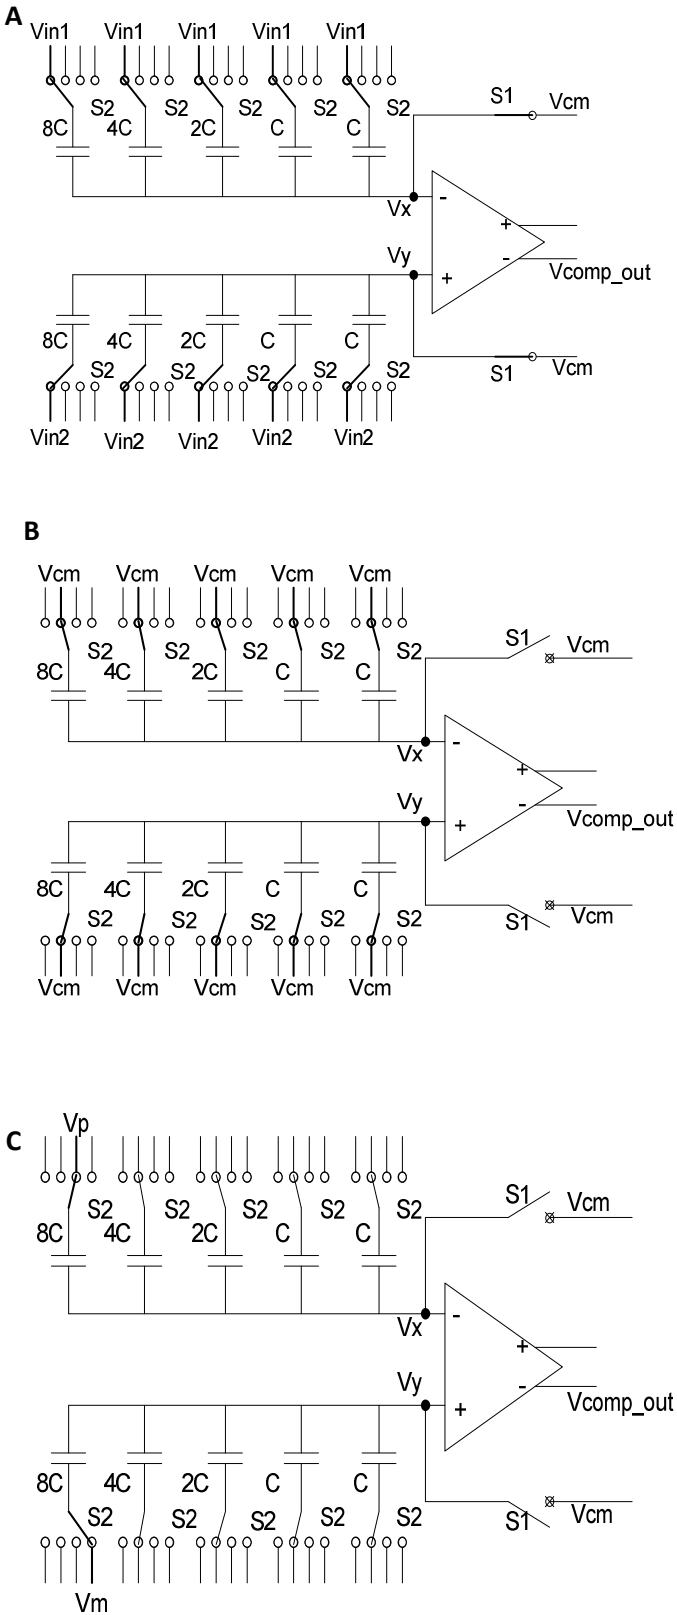 A
Vin1 Vin1 Vin1 Vin1 Vin1
S2 S2 S2 S2 S2 S1 Vcm
8C 4C 2C C C
Vx - +
Vy + - Vcomp_out
8C 4C 2C C C
S2 S2 S2 S2 S2 S1 Vcm
Vin2 Vin2 Vin2 Vin2 Vin2
B
Vcm Vcm Vcm Vcm Vcm
S2 S2 S2 S2 S2 S1 Vcm
8C 4C 2C C C
Vx - +
Vy + - Vcomp_out
8C 4C 2C C C
S2 S2 S2 S2 S2 S1 Vcm
Vcm Vcm Vcm Vcm Vcm
C
Vp
S2 S2 S2 S2 S2 S1 Vcm
8C 4C 2C C C
Vx - +
Vy + - Vcomp_out
8C 4C 2C C C
S2 S2 S2 S2 S2 S1 Vcm
Vm